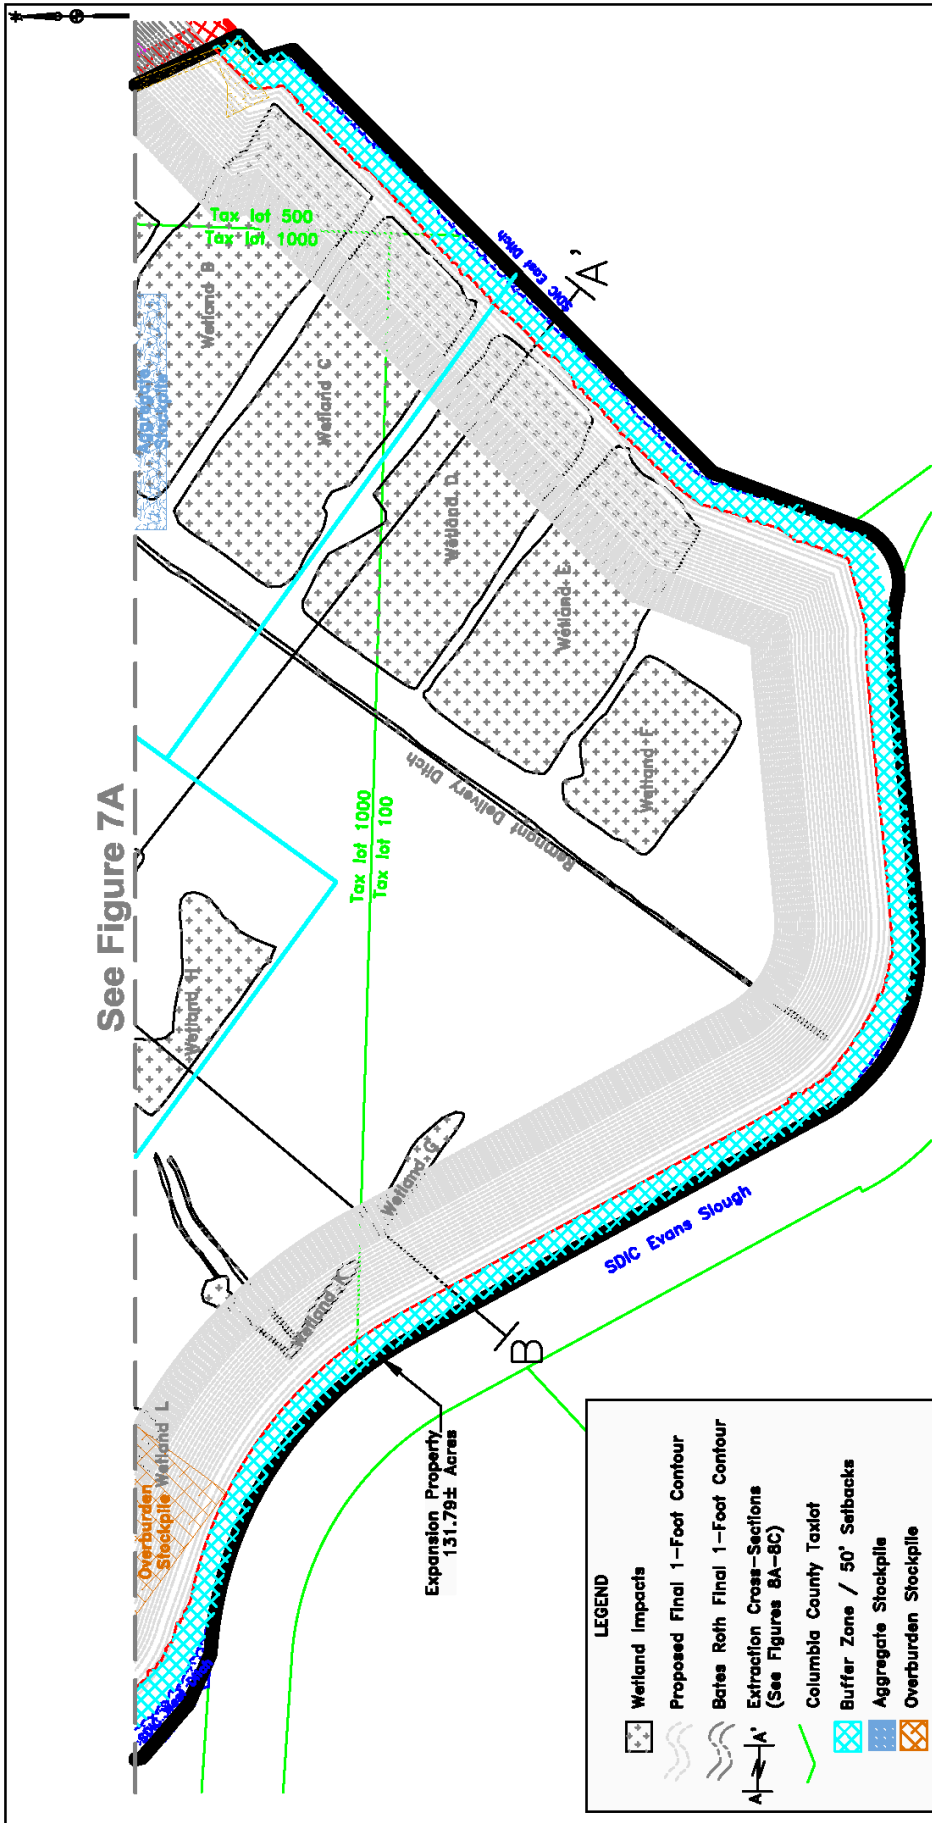 See Figure 7A
Tax lot 500
Tax lot 1000
Wetland B
Aggregate
Stockpile
Wetland C
SDIC East Ditch
A'
Wetland D
Wetland E
Wetland F
Remnant Delivery Ditch
Tax lot 1000
Tax lot 100
Wetland H
Wetland G
Wetland K
SDIC Evans Slough
B
Overburden
Stockpile
Wetland L
Expansion Property
131.79± Acres
LEGEND
Wetland Impacts
Proposed Final 1-Foot Contour
Bates Roth Final 1-Foot Contour
A A'
Extraction Cross-Sections
(See Figures 8A-8C)
Columbia County Taxlot
Buffer Zone / 50' Setbacks
Aggregate Stockpile
Overburden Stockpile